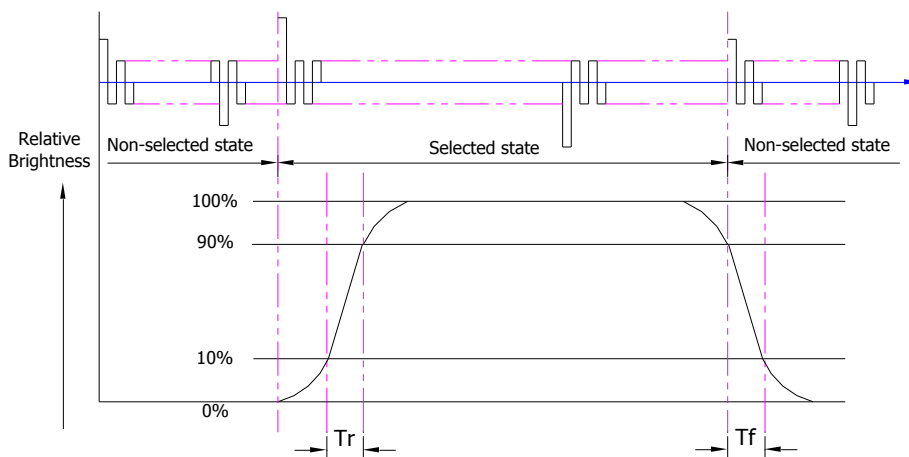 Relative
Brightness
Non-selected state
Selected state
Non-selected state
100%
90%
10%
0%
Tr
Tf